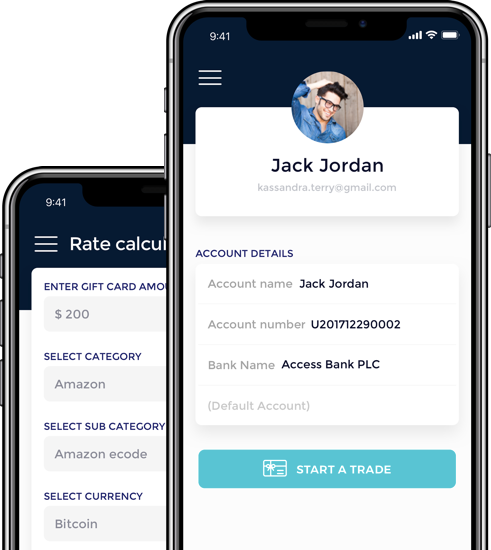 9:41
Jack Jordan
kassandra.terry@gmail.com
ACCOUNT DETAILS
Account name Jack Jordan
Account number U201712290002
Bank Name Access Bank PLC
(Default Account)
START A TRADE
9:41
Rate calcu
ENTER GIFT CARD AMOU
$ 200
SELECT CATEGORY
Amazon
SELECT SUB CATEGORY
Amazon ecode
SELECT CURRENCY
Bitcoin